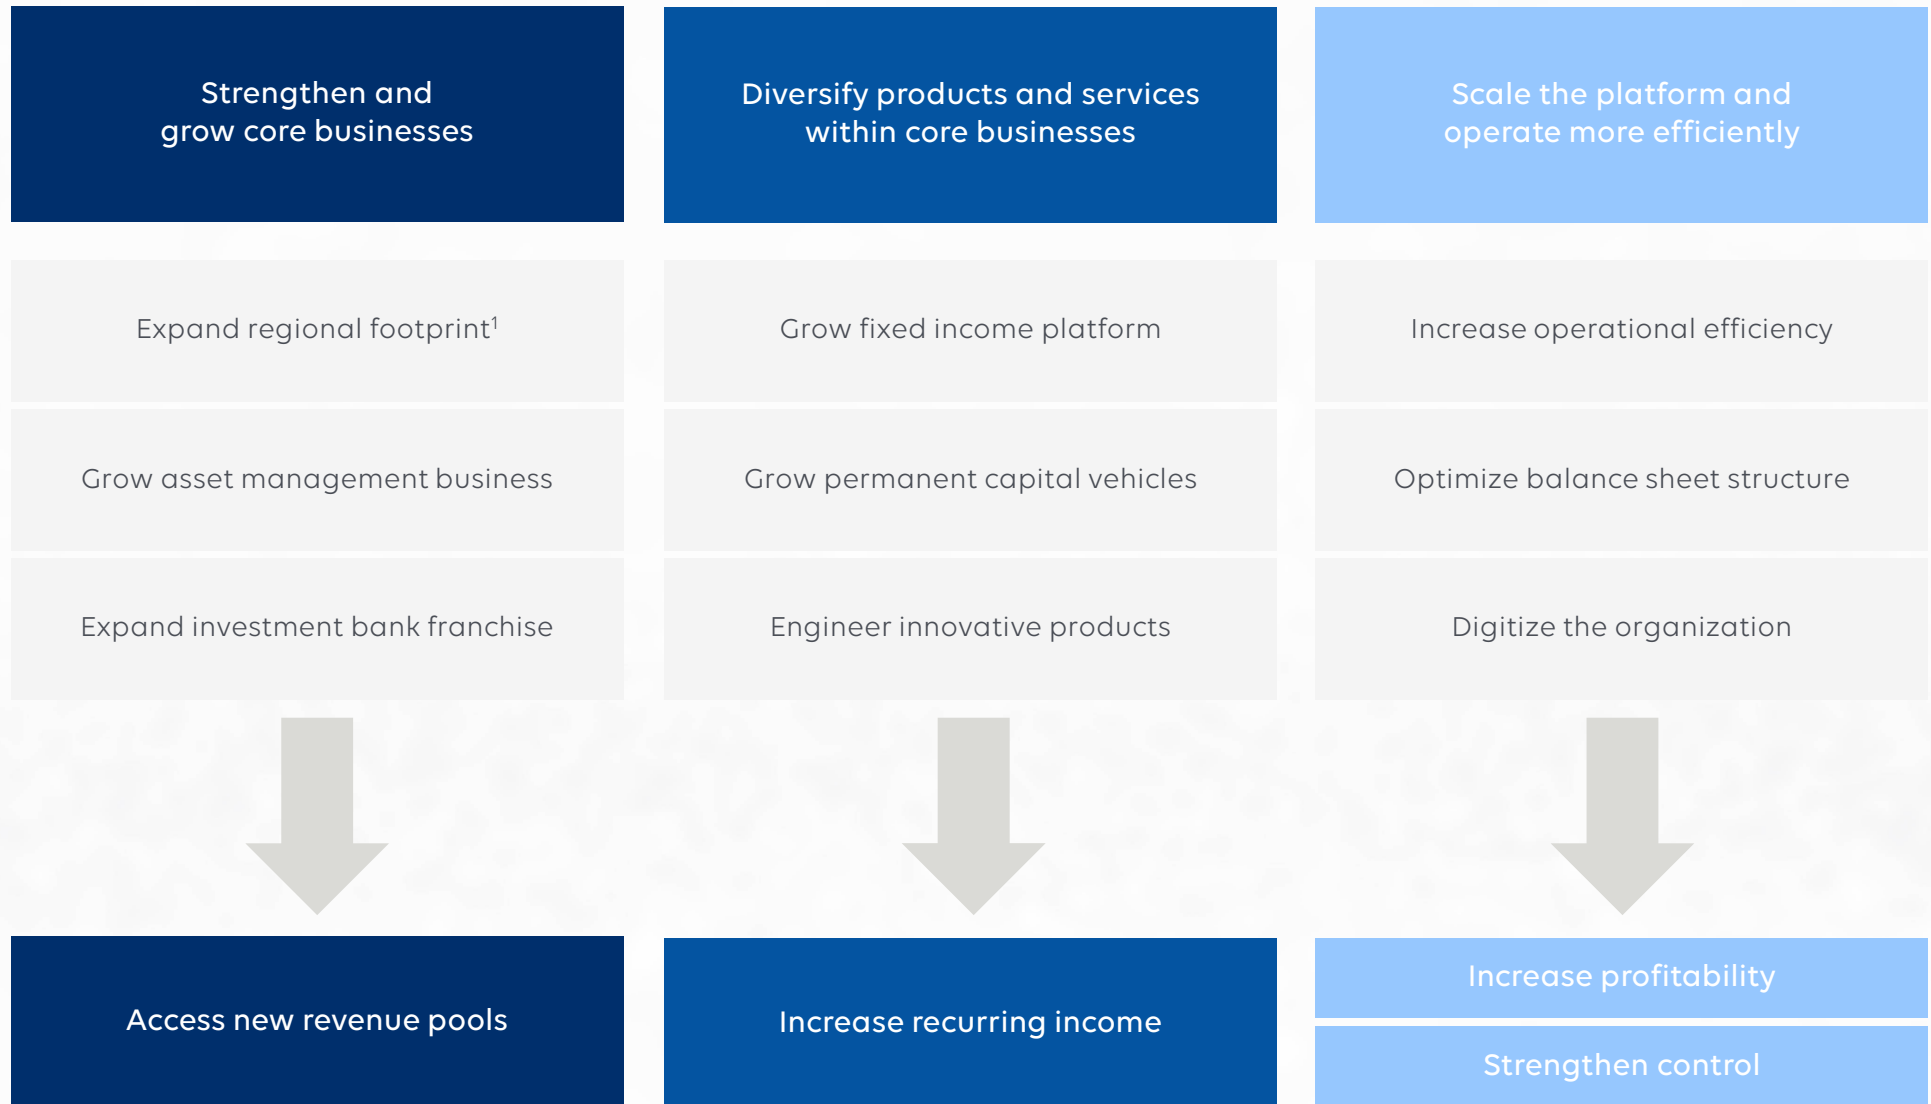 Strengthen and
grow core businesses
Expand regional footprint¹
Grow asset management business
Expand investment bank franchise
Access new revenue pools
Diversify products and services
within core businesses
Grow fixed income platform
Grow permanent capital vehicles
Engineer innovative products
Increase recurring income
Scale the platform and
operate more efficiently
Increase operational efficiency
Optimize balance sheet structure
Digitize the organization
Increase profitability
Strengthen control